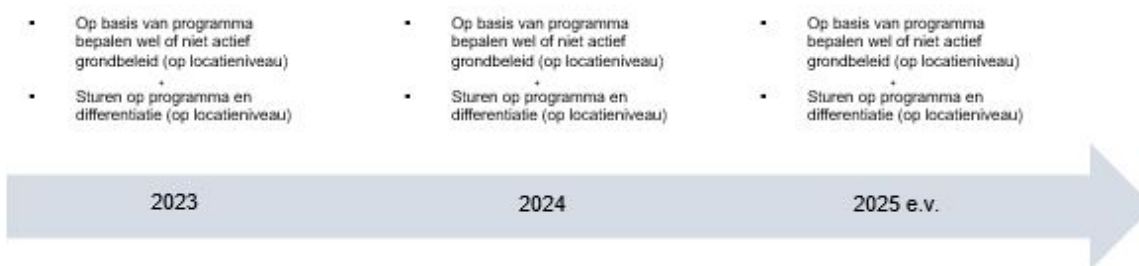 ▪ Op basis van programma
bepalen wel of niet actief
grondbeleid (op locatieniveau)
+
▪ Sturen op programma en
differentiatie (op locatieniveau)
▪ Op basis van programma
bepalen wel of niet actief
grondbeleid (op locatieniveau)
+
▪ Sturen op programma en
differentiatie (op locatieniveau)
▪ Op basis van programma
bepalen wel of niet actief
grondbeleid (op locatieniveau)
+
▪ Sturen op programma en
differentiatie (op locatieniveau)
2023
2024
2025 e.v.